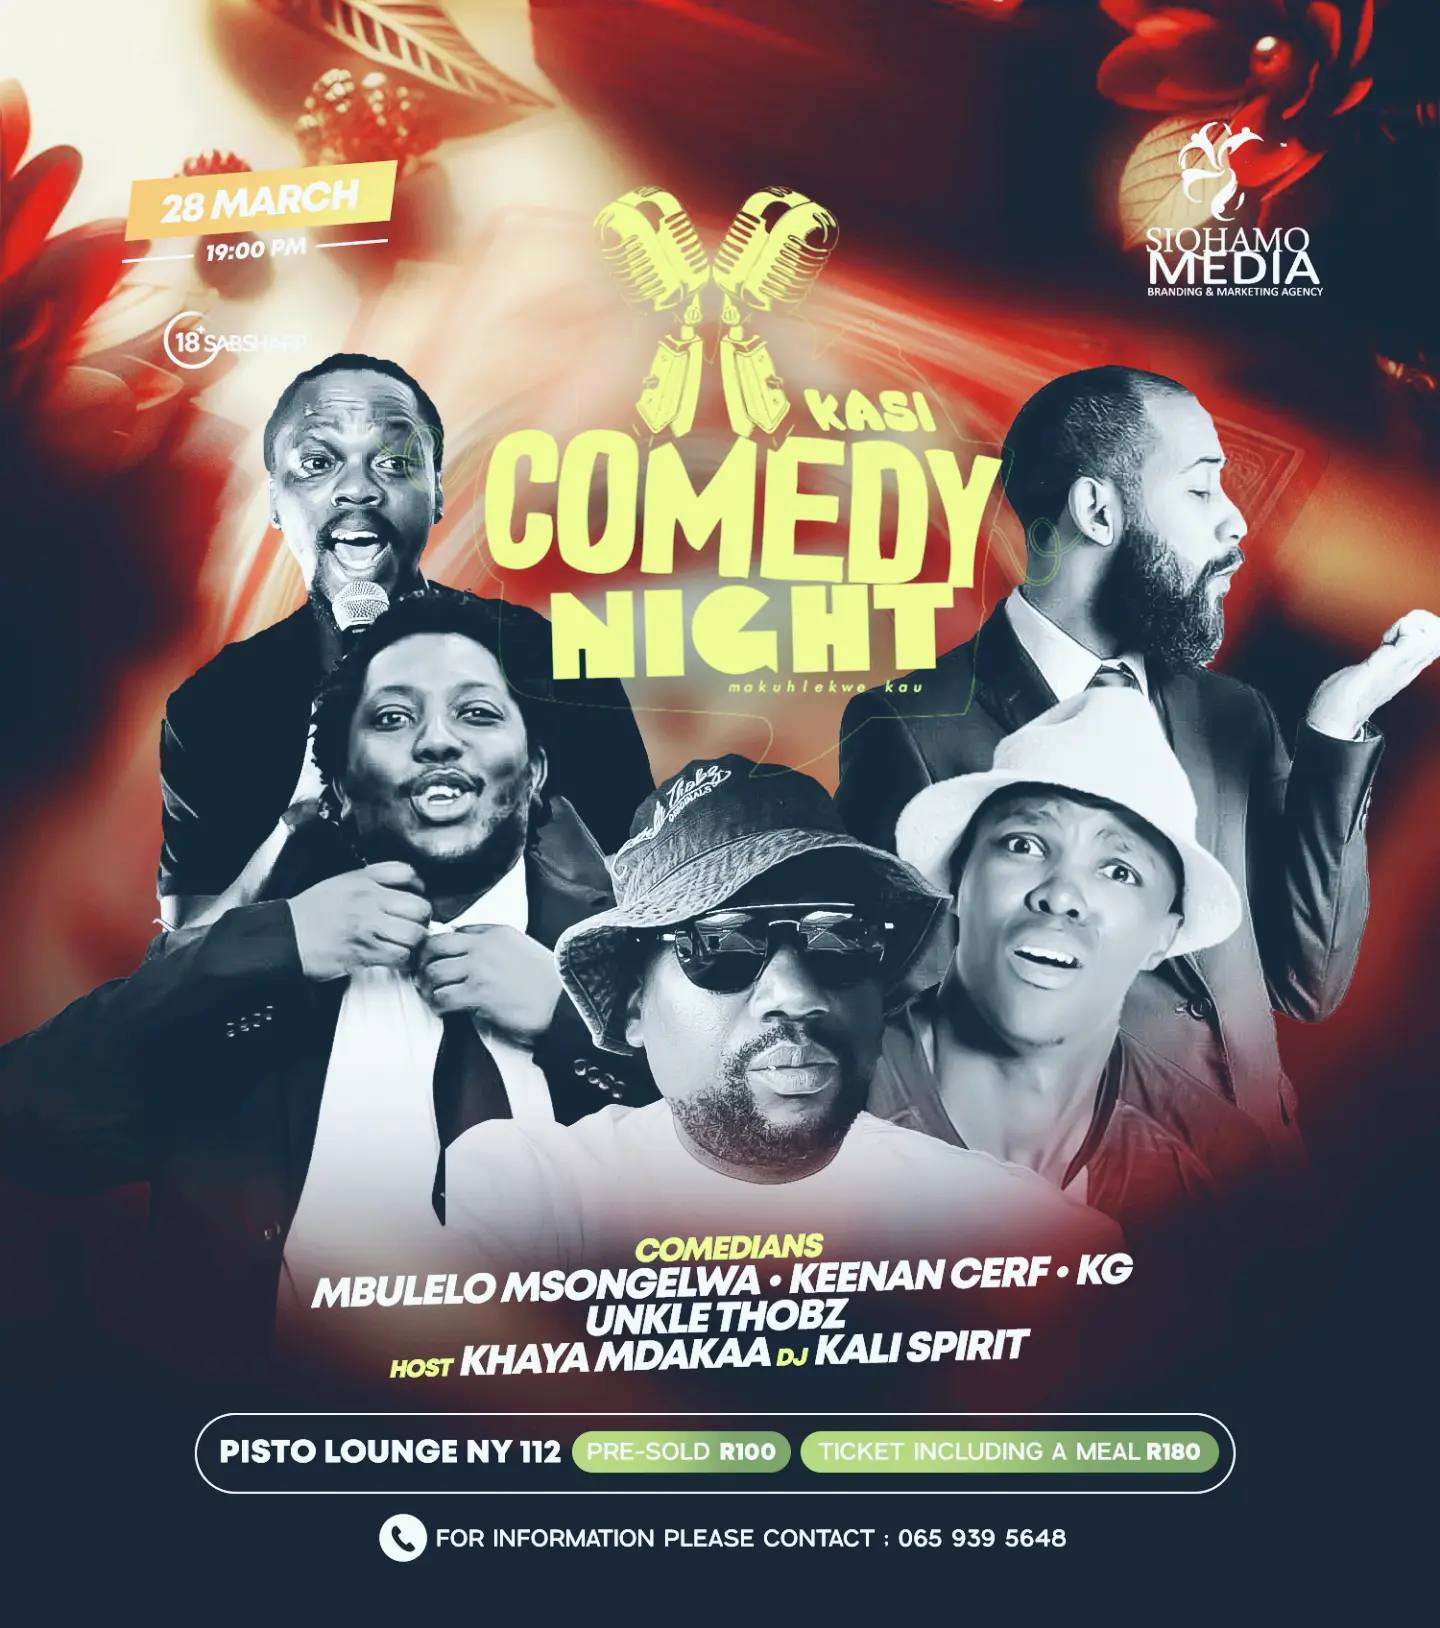 28 MARCH
19:00 PM
18+ SABSHARP
SIQHAMO
MEDIA
BRANDING & MARKETING AGENCY
KASI
COMEDY
NIGHT
makuhlekwe kau
Thobz
ORIGINALS
COMEDIANS
MBULELO MSONGELWA • KEENAN CERF • KG
UNKLE THOBZ
HOST KHAYA MDAKAA DJ KALI SPIRIT
PISTO LOUNGE NY 112 PRE-SOLD R100 TICKET INCLUDING A MEAL R180
FOR INFORMATION PLEASE CONTACT : 065 939 5648